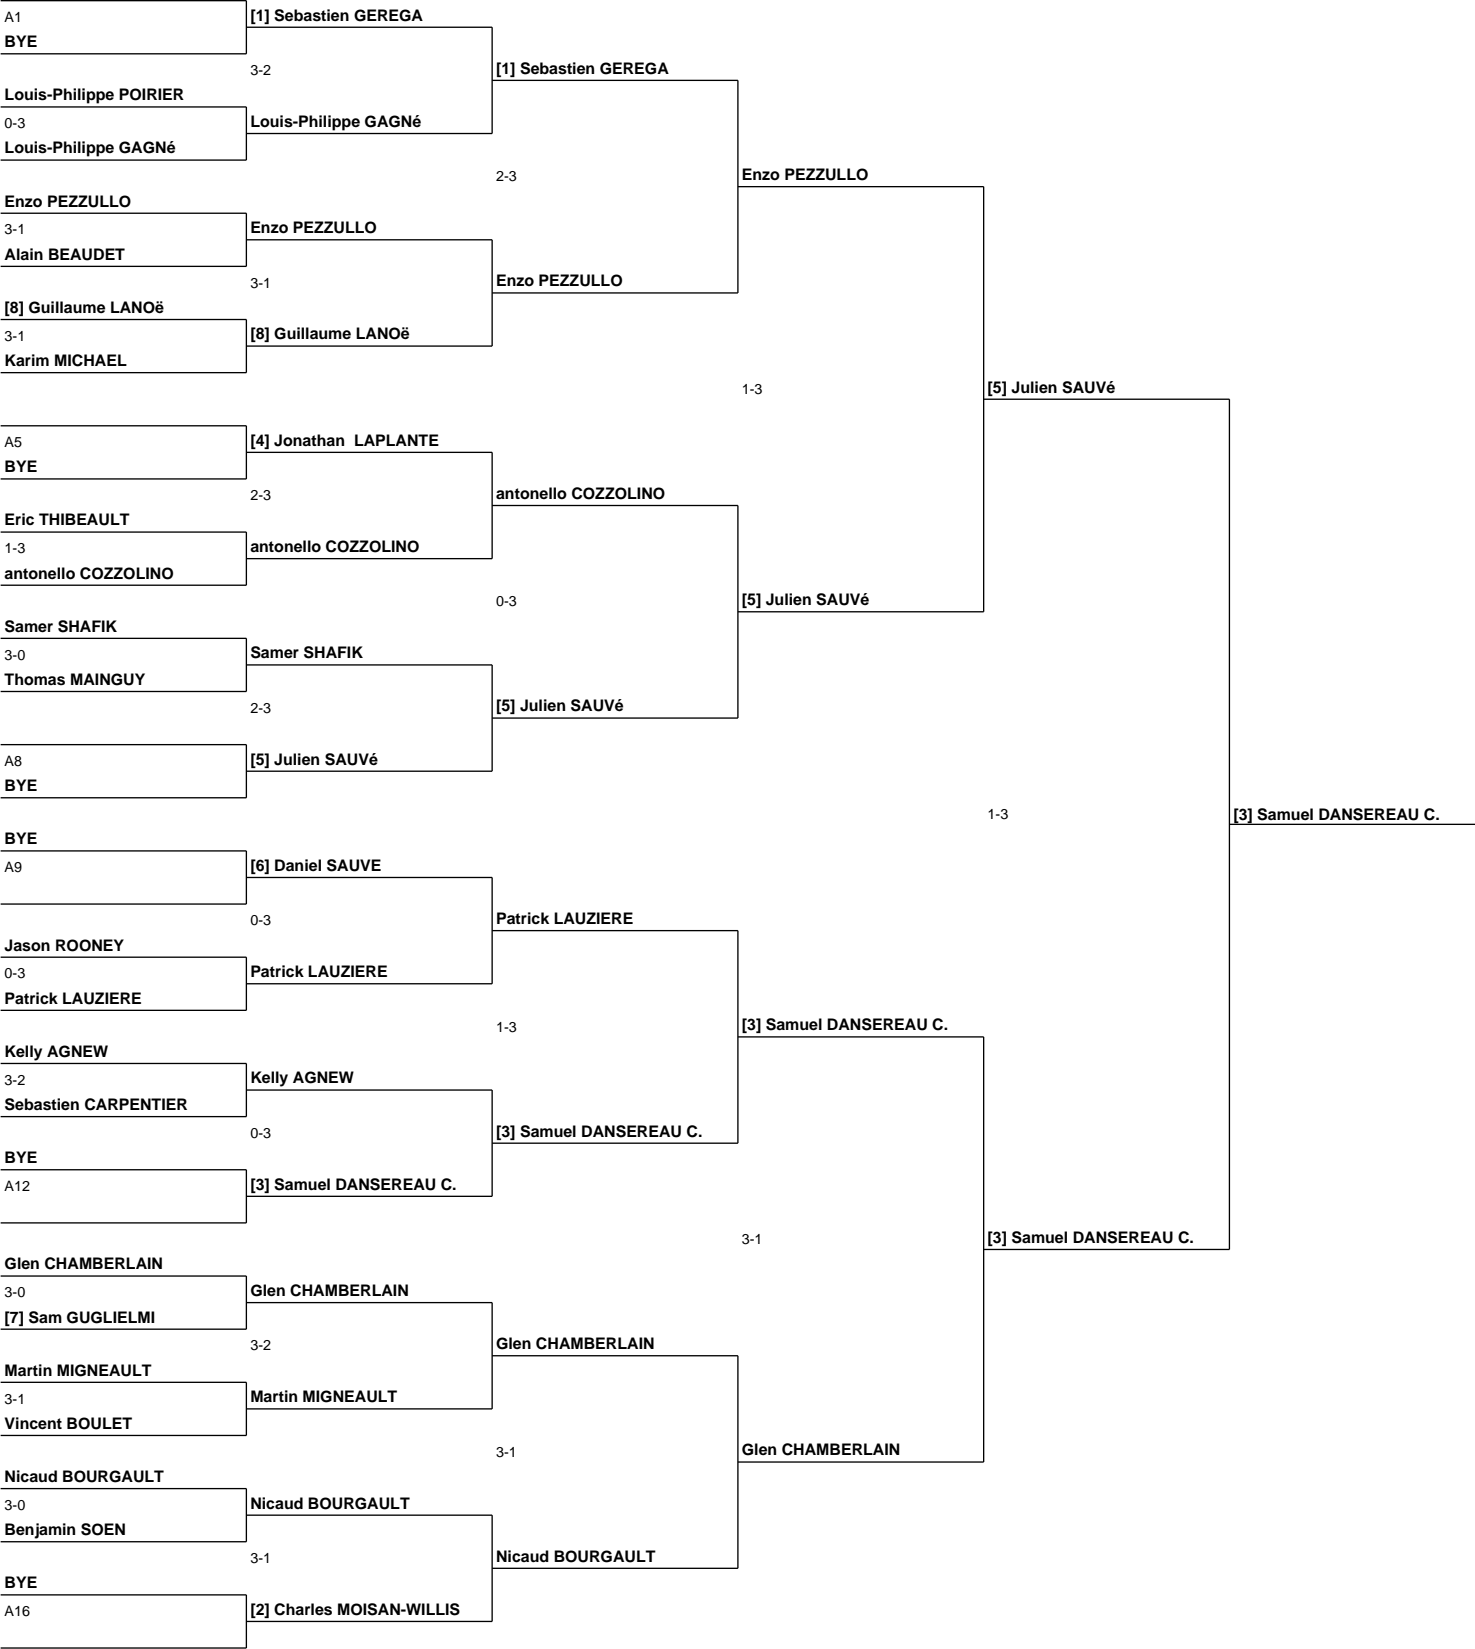 A1
[1] Sebastien GEREGA
BYE
3-2
[1] Sebastien GEREGA
Louis-Philippe POIRIER
0-3
Louis-Philippe GAGNé
Louis-Philippe GAGNé
2-3
Enzo PEZZULLO
Enzo PEZZULLO
3-1
Enzo PEZZULLO
Alain BEAUDET
3-1
Enzo PEZZULLO
[8] Guillaume LANOë
3-1
[8] Guillaume LANOë
Karim MICHAEL
1-3
[5] Julien SAUVé
A5
[4] Jonathan  LAPLANTE
BYE
2-3
antonello COZZOLINO
Eric THIBEAULT
1-3
antonello COZZOLINO
antonello COZZOLINO
0-3
[5] Julien SAUVé
Samer SHAFIK
3-0
Samer SHAFIK
Thomas MAINGUY
2-3
[5] Julien SAUVé
A8
[5] Julien SAUVé
BYE
1-3
[3] Samuel DANSEREAU C.
BYE
A9
[6] Daniel SAUVE
0-3
Patrick LAUZIERE
Jason ROONEY
0-3
Patrick LAUZIERE
Patrick LAUZIERE
1-3
[3] Samuel DANSEREAU C.
Kelly AGNEW
3-2
Kelly AGNEW
Sebastien CARPENTIER
0-3
[3] Samuel DANSEREAU C.
BYE
A12
[3] Samuel DANSEREAU C.
3-1
[3] Samuel DANSEREAU C.
Glen CHAMBERLAIN
3-0
Glen CHAMBERLAIN
[7] Sam GUGLIELMI
3-2
Glen CHAMBERLAIN
Martin MIGNEAULT
3-1
Martin MIGNEAULT
Vincent BOULET
3-1
Glen CHAMBERLAIN
Nicaud BOURGAULT
3-0
Nicaud BOURGAULT
Benjamin SOEN
3-1
Nicaud BOURGAULT
BYE
A16
[2] Charles MOISAN-WILLIS